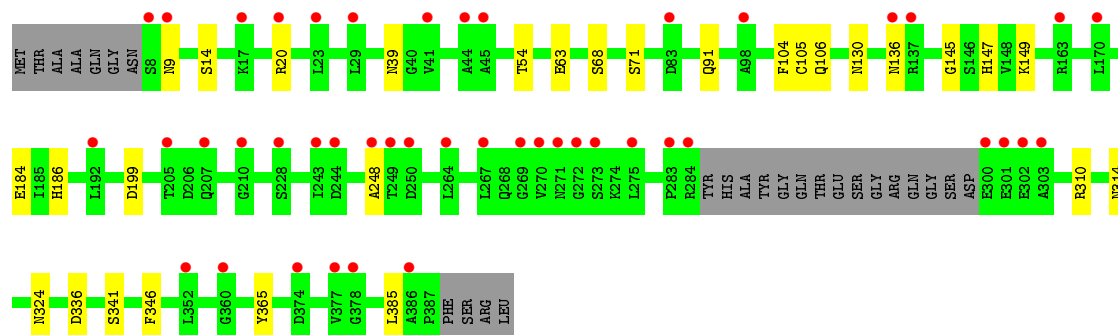 MET THR ALA ALA GLN GLY ASN S8 N9 S14 K17 R20 L23 L29 N39 G40 V41 A44 A45 T54 E63 S68 S71 D83 Q91 A98 F104 C105 Q106 N130 N136 R137 G145 S146 H147 V148 K149 R163 L170
E184 I185 H186 L192 D199 T205 D206 Q207 G210 S228 I243 D244 A248 T249 D250 L264 L267 Q268 G269 V270 N271 G272 S273 K274 L275 P283 R284 TYR HIS ALA TYR GLY GLN THR GLU SER SER GLY ARG GLN GLY SER ASP E300 E301 E302 A303 R310 N314
N324 D336 S341 F346 L352 G360 Y365 D374 V377 G378 L385 A386 P387 PHE SER ARG LEU